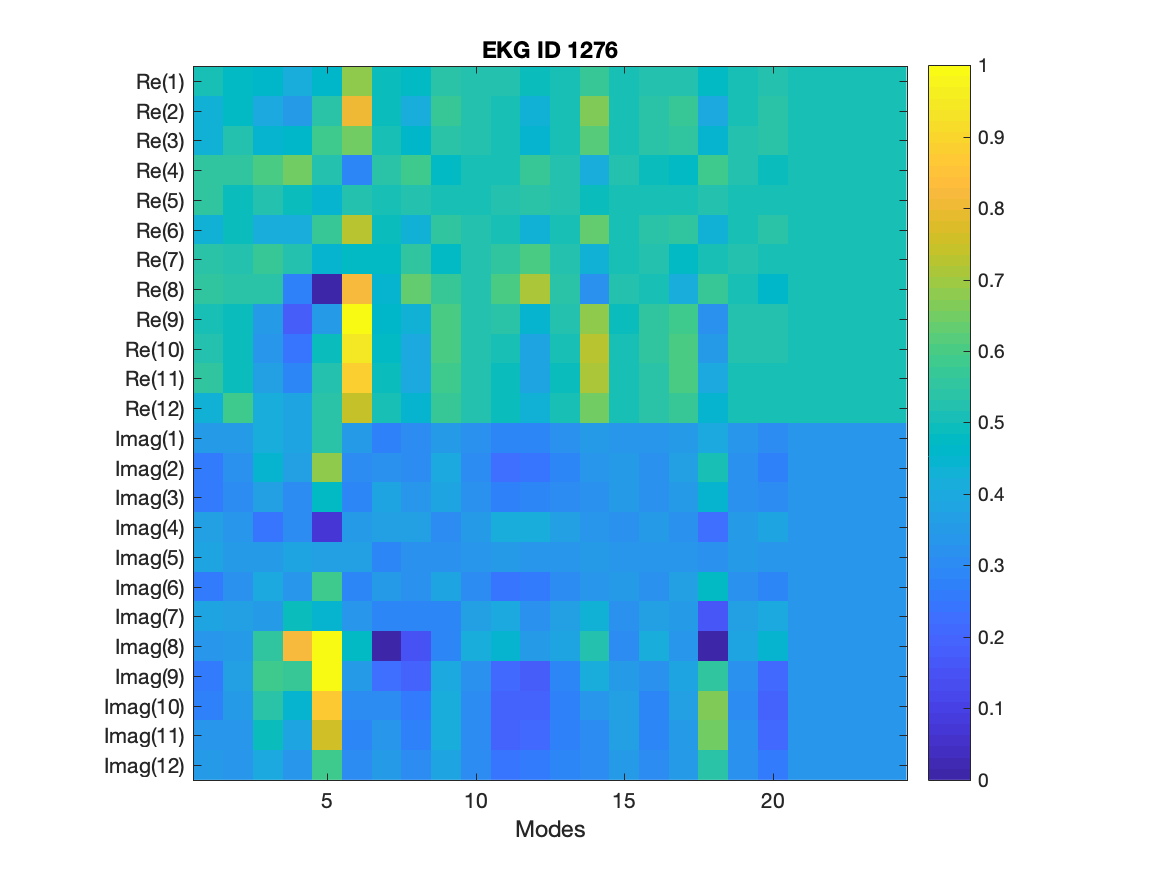 EKG ID 1276
Re(1)
Re(2)
Re(3)
Re(4)
Re(5)
Re(6)
Re(7)
Re(8)
Re(9)
Re(10)
Re(11)
Re(12)
Imag(1)
Imag(2)
Imag(3)
Imag(4)
Imag(5)
Imag(6)
Imag(7)
Imag(8)
Imag(9)
Imag(10)
Imag(11)
Imag(12)
5 10 15 20
Modes
1
0.9
0.8
0.7
0.6
0.5
0.4
0.3
0.2
0.1
0